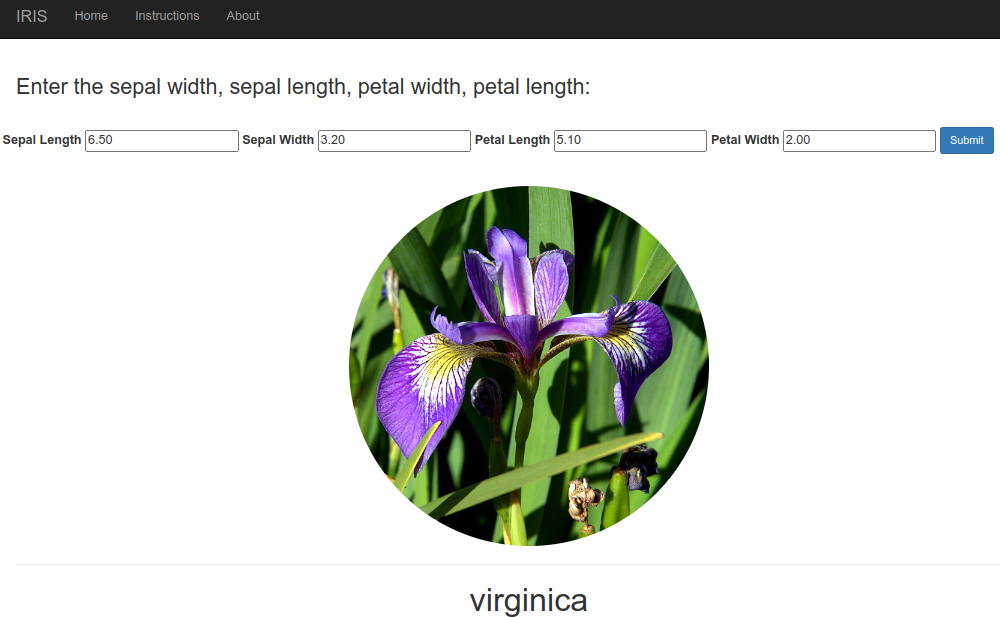 IRIS Home Instructions About
Enter the sepal width, sepal length, petal width, petal length:
Sepal Length 6.50 Sepal Width 3.20 Petal Length 5.10 Petal Width 2.00 Submit
virginica